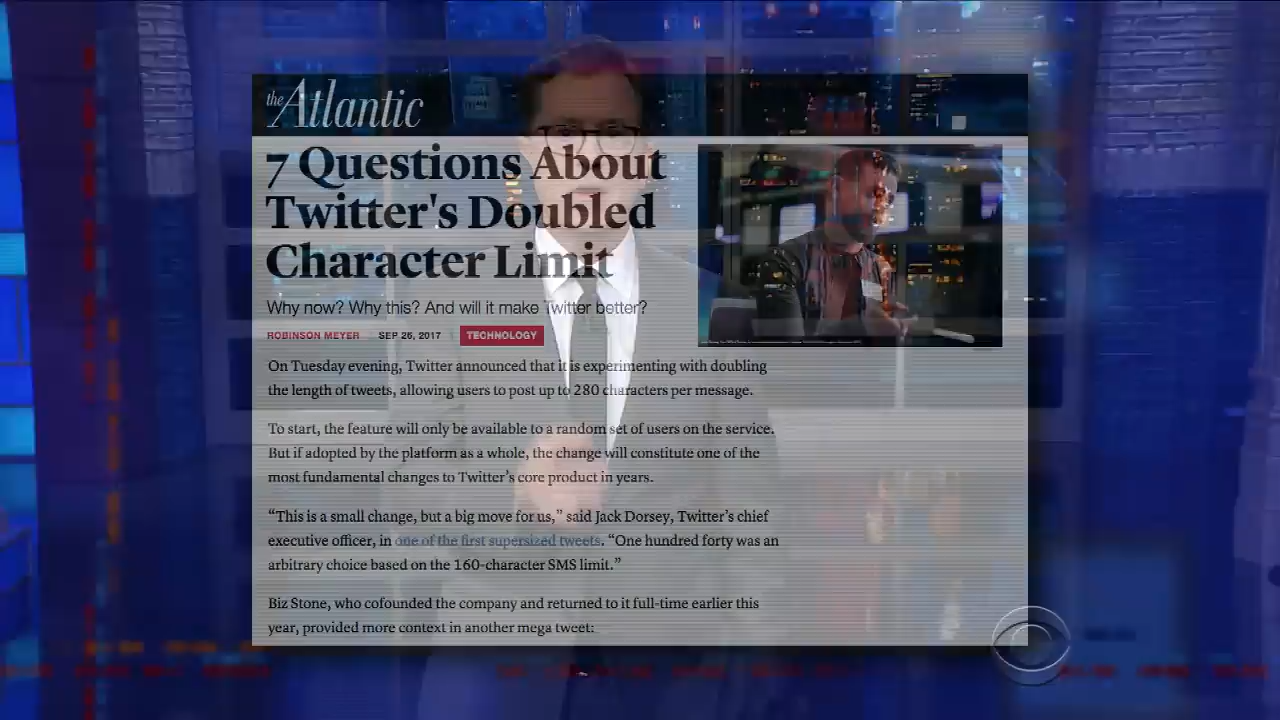 the Atlantic
7 Questions About
Twitter's Doubled
Character Limit
Why now? Why this? And will it make Twitter better?
ROBINSON MEYER SEP 26, 2017 TECHNOLOGY
On Tuesday evening, Twitter announced that it is experimenting with doubling
the length of tweets, allowing users to post up to 280 characters per message.
To start, the feature will only be available to a random set of users on the service.
But if adopted by the platform as a whole, the change will constitute one of the
most fundamental changes to Twitter’s core product in years.
“This is a small change, but a big move for us,” said Jack Dorsey, Twitter’s chief
executive officer, in one of the first supersized tweets. “One hundred forty was an
arbitrary choice based on the 160-character SMS limit.”
Biz Stone, who cofounded the company and returned to it full-time earlier this
year, provided more context in another mega tweet: